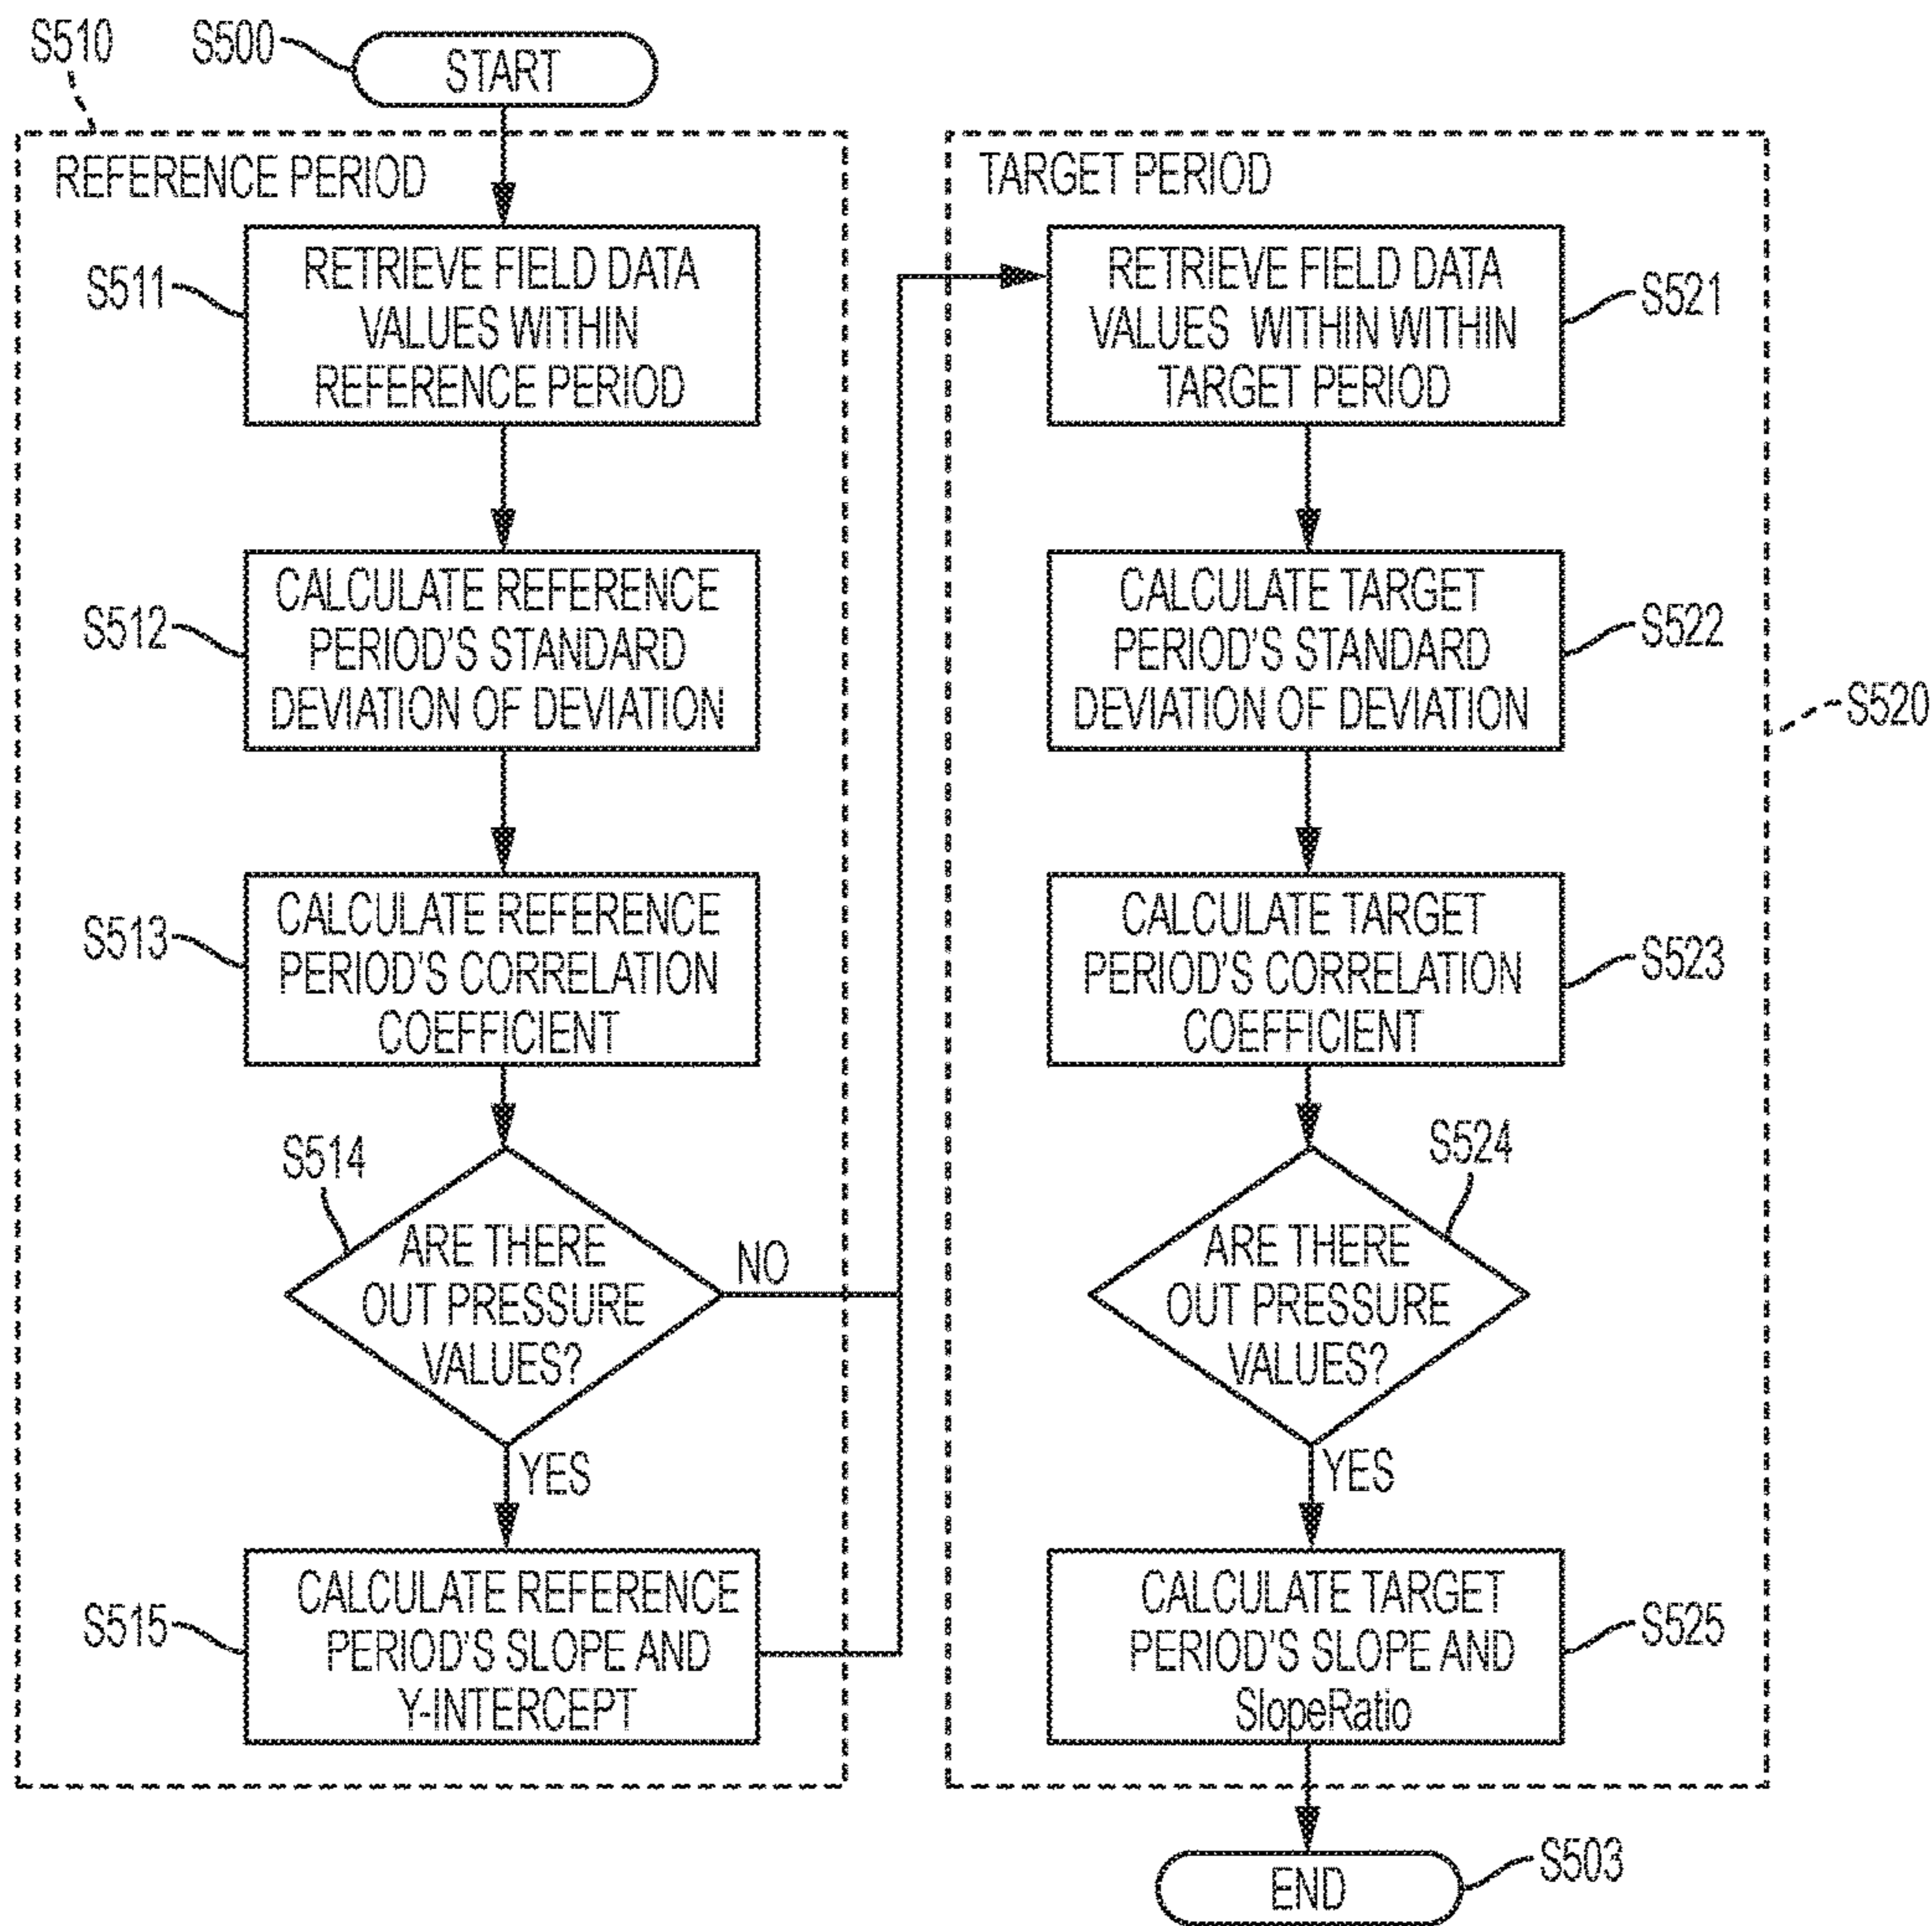 S510
S500
START
REFERENCE PERIOD
S511
RETRIEVE FIELD DATA
VALUES WITHIN
REFERENCE PERIOD
S512
CALCULATE REFERENCE
PERIOD'S STANDARD
DEVIATION OF DEVIATION
S513
CALCULATE REFERENCE
PERIOD'S CORRELATION
COEFFICIENT
S514
ARE THERE
OUT PRESSURE
VALUES?
NO
YES
S515
CALCULATE REFERENCE
PERIOD'S SLOPE AND
Y-INTERCEPT
TARGET PERIOD
RETRIEVE FIELD DATA
VALUES WITHIN WITHIN
TARGET PERIOD
S521
CALCULATE TARGET
PERIOD'S STANDARD
DEVIATION OF DEVIATION
S522
S520
CALCULATE TARGET
PERIOD'S CORRELATION
COEFFICIENT
S523
S524
ARE THERE
OUT PRESSURE
VALUES?
YES
CALCULATE TARGET
PERIOD'S SLOPE AND
SlopeRatio
S525
END
S503